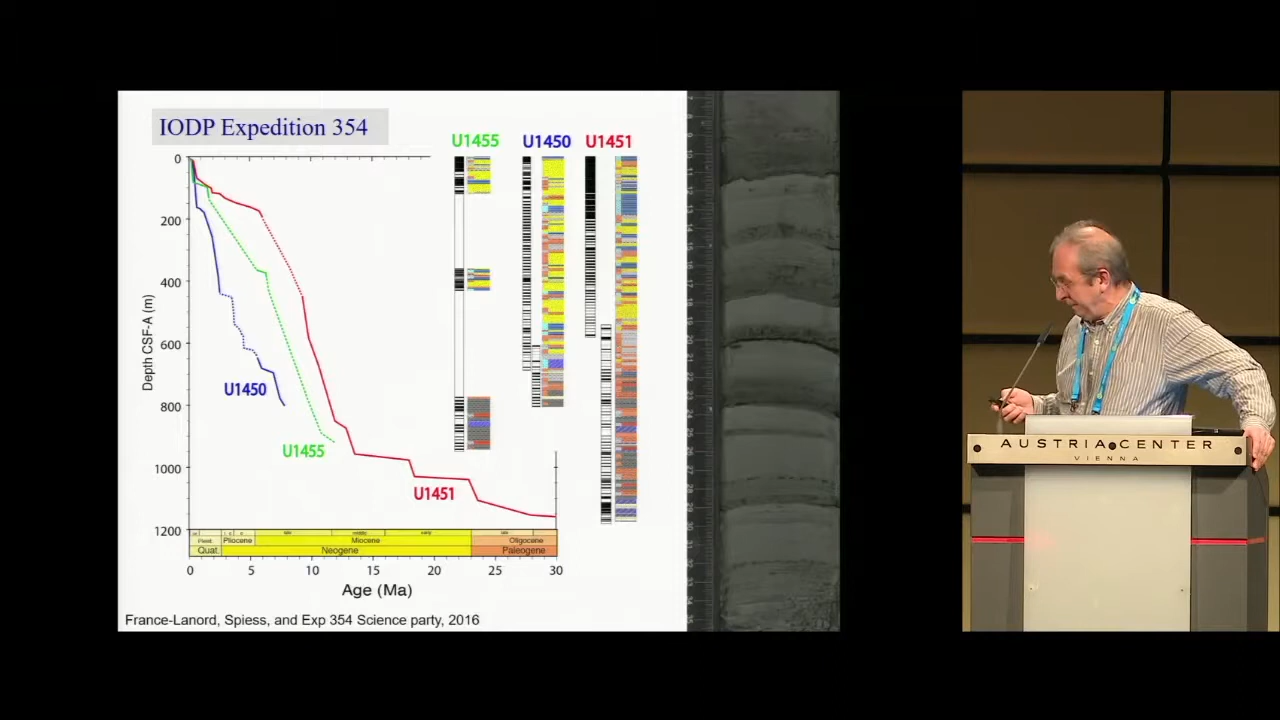 IODP Expedition 354
U1455
U1450
U1451
0
200
400
600
800
1000
1200
Depth CSF-A (m)
U1450
U1455
U1451
Pliocene
Miocene
Oligocene
Quat.
Neogene
Paleogene
0
5
10
15
20
25
30
Age (Ma)
France-Lanord, Spiess, and Exp 354 Science party, 2016
AUSTRIA CENTER
VIENNA